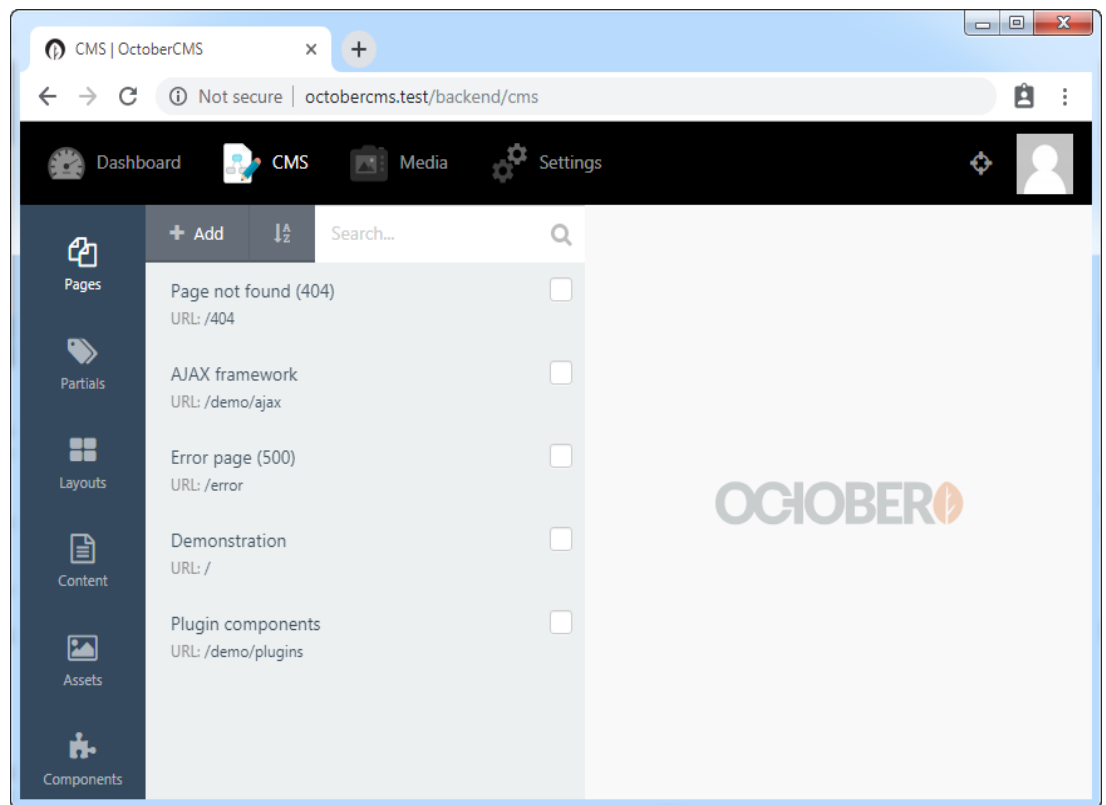 CMS | OctoberCMS
Not secure | octobercms.test/backend/cms
Dashboard CMS Media Settings
Pages
Partials
Layouts
Content
Assets
Components
+ Add Search...
Page not found (404)
URL: /404
AJAX framework
URL: /demo/ajax
Error page (500)
URL: /error
Demonstration
URL: /
Plugin components
URL: /demo/plugins
OCTOBER